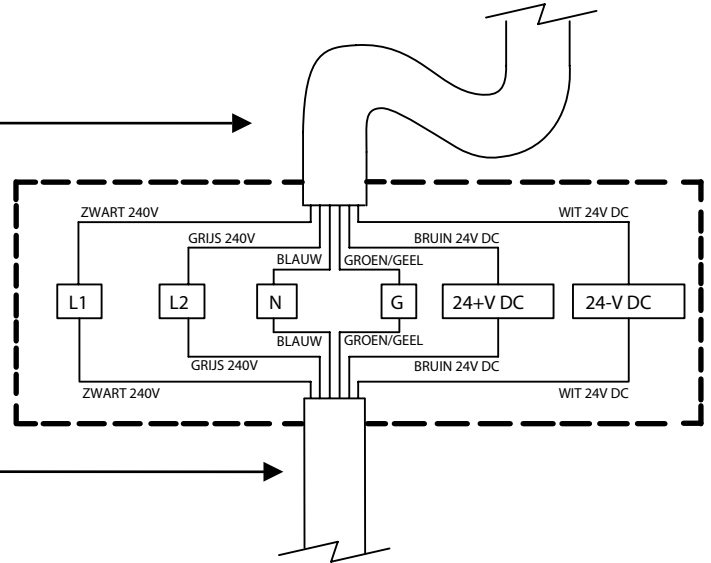 ZWART 240V
WIT 24V DC
GRIJS 240V
BRUIN 24V DC
BLAUW
GROEN/GEEL
L1
L2
N
G
24+V DC
24-V DC
BLAUW
GROEN/GEEL
GRIJS 240V
BRUIN 24V DC
ZWART 240V
WIT 24V DC